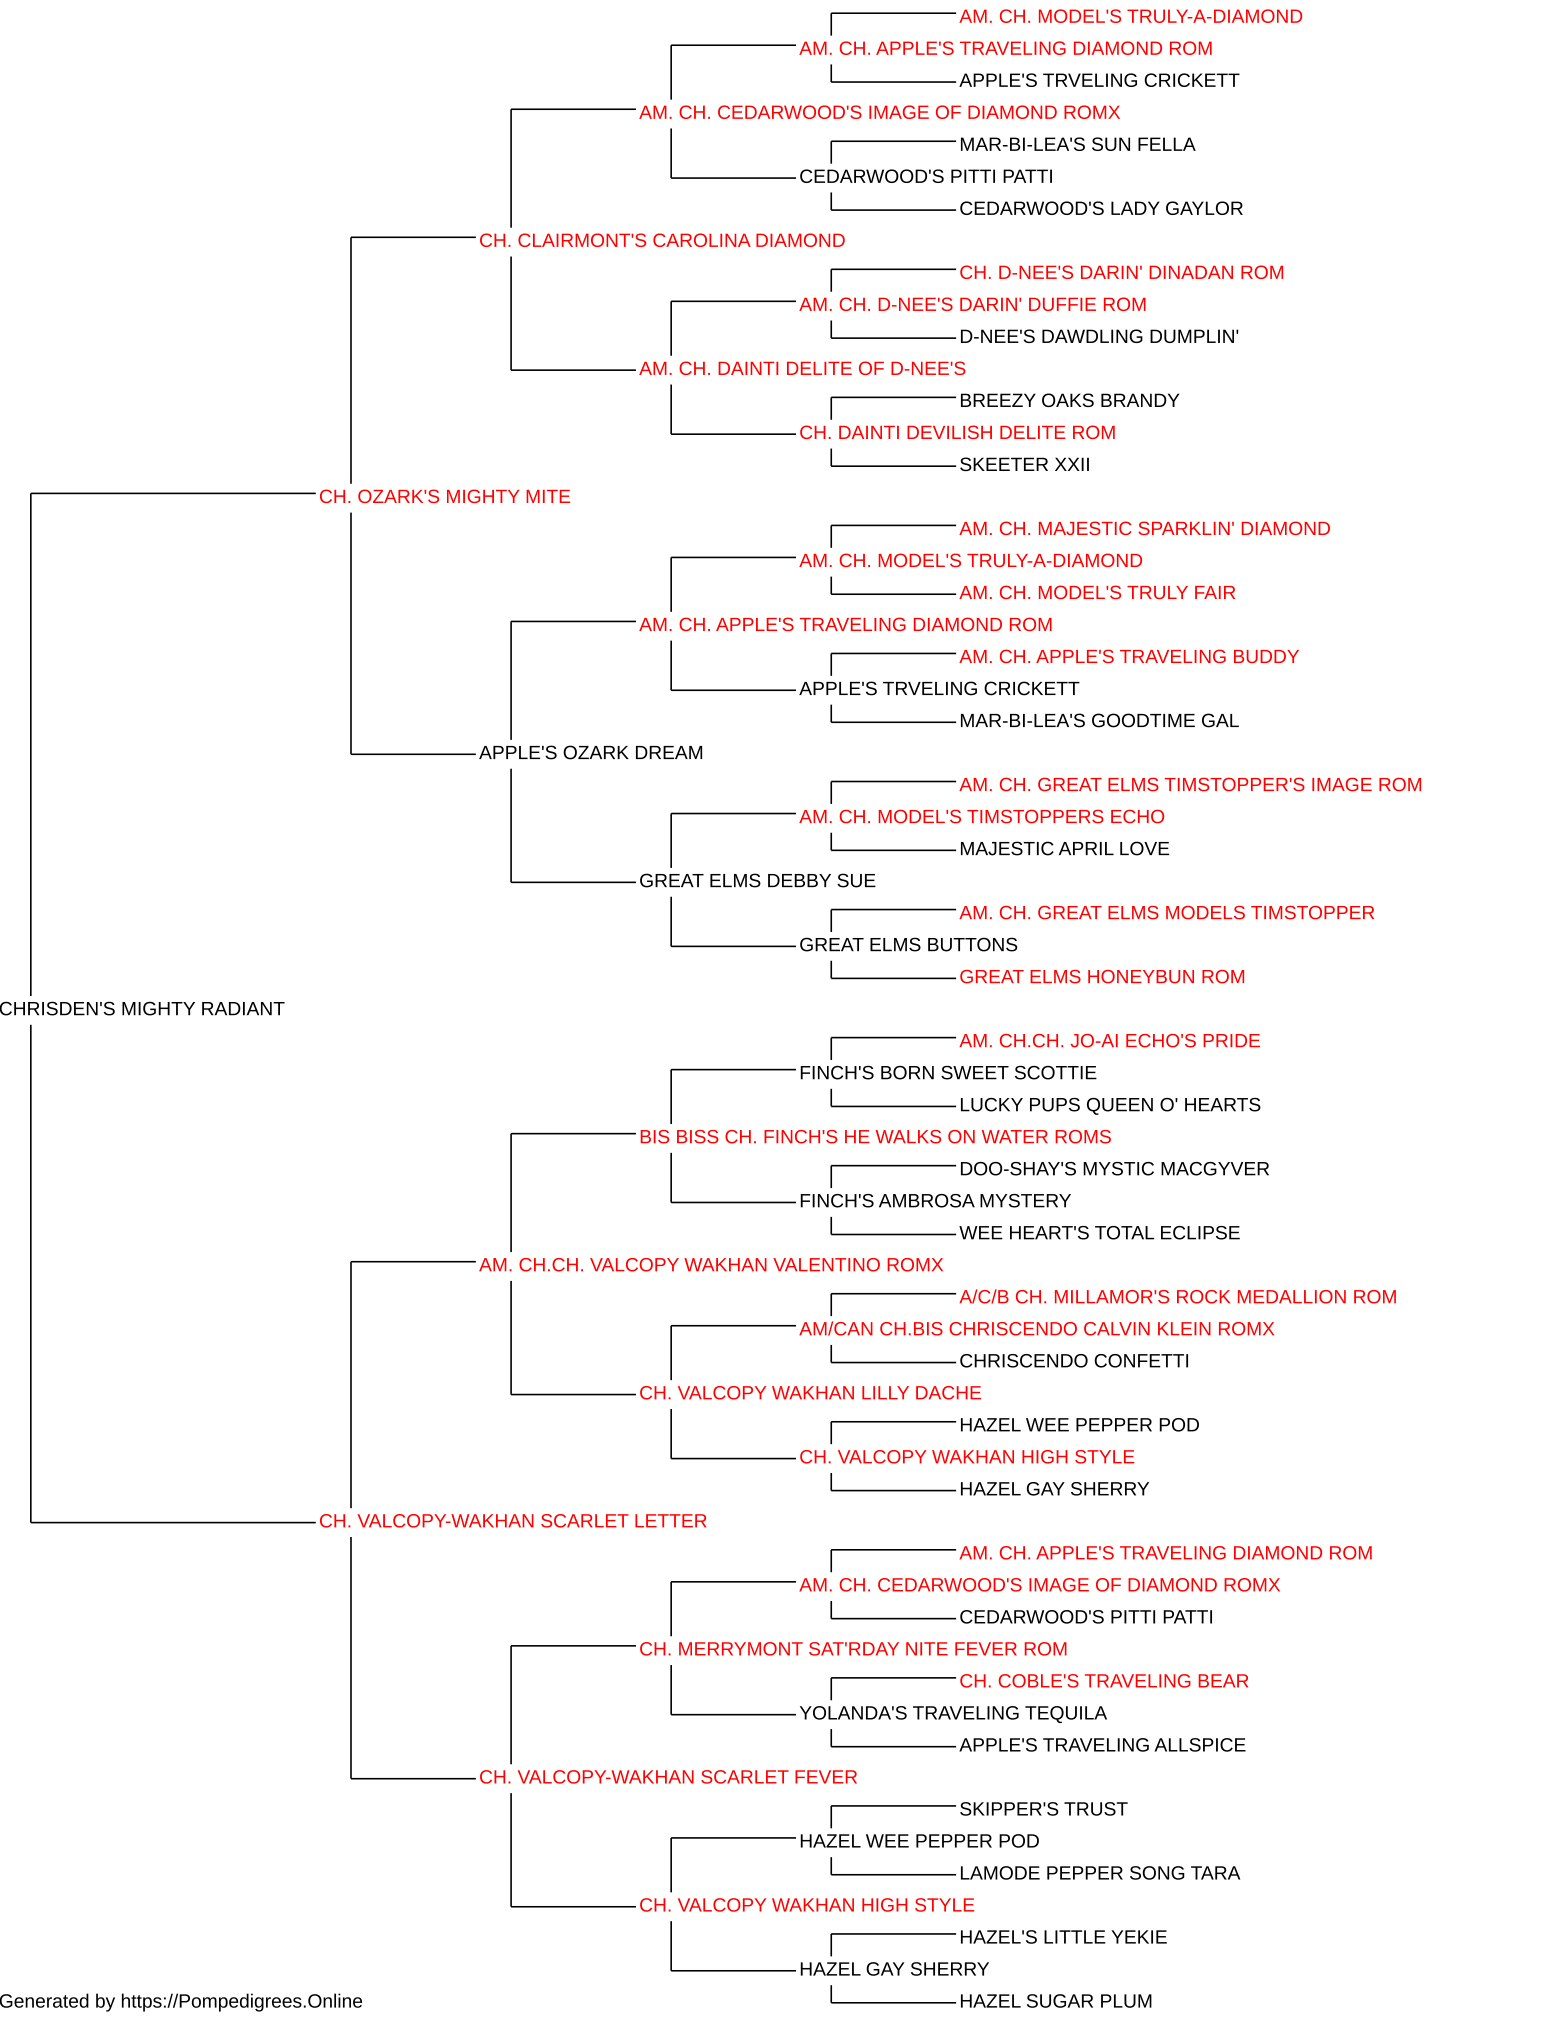 AM. CH. MODEL'S TRULY-A-DIAMOND
AM. CH. APPLE'S TRAVELING DIAMOND ROM
APPLE'S TRVELING CRICKETT
AM. CH. CEDARWOOD'S IMAGE OF DIAMOND ROMX
MAR-BI-LEA'S SUN FELLA
CEDARWOOD'S PITTI PATTI
CEDARWOOD'S LADY GAYLOR
CH. CLAIRMONT'S CAROLINA DIAMOND
CH. D-NEE'S DARIN' DINADAN ROM
AM. CH. D-NEE'S DARIN' DUFFIE ROM
D-NEE'S DAWDLING DUMPLIN'
AM. CH. DAINTI DELITE OF D-NEE'S
BREEZY OAKS BRANDY
CH. DAINTI DEVILISH DELITE ROM
SKEETER XXII
CH. OZARK'S MIGHTY MITE
AM. CH. MAJESTIC SPARKLIN' DIAMOND
AM. CH. MODEL'S TRULY-A-DIAMOND
AM. CH. MODEL'S TRULY FAIR
AM. CH. APPLE'S TRAVELING DIAMOND ROM
AM. CH. APPLE'S TRAVELING BUDDY
APPLE'S TRVELING CRICKETT
MAR-BI-LEA'S GOODTIME GAL
APPLE'S OZARK DREAM
AM. CH. GREAT ELMS TIMSTOPPER'S IMAGE ROM
AM. CH. MODEL'S TIMSTOPPERS ECHO
MAJESTIC APRIL LOVE
GREAT ELMS DEBBY SUE
AM. CH. GREAT ELMS MODELS TIMSTOPPER
GREAT ELMS BUTTONS
GREAT ELMS HONEYBUN ROM
CHRISDEN'S MIGHTY RADIANT
AM. CH.CH. JO-AI ECHO'S PRIDE
FINCH'S BORN SWEET SCOTTIE
LUCKY PUPS QUEEN O' HEARTS
BIS BISS CH. FINCH'S HE WALKS ON WATER ROMS
DOO-SHAY'S MYSTIC MACGYVER
FINCH'S AMBROSA MYSTERY
WEE HEART'S TOTAL ECLIPSE
AM. CH.CH. VALCOPY WAKHAN VALENTINO ROMX
A/C/B CH. MILLAMOR'S ROCK MEDALLION ROM
AM/CAN CH.BIS CHRISCENDO CALVIN KLEIN ROMX
CHRISCENDO CONFETTI
CH. VALCOPY WAKHAN LILLY DACHE
HAZEL WEE PEPPER POD
CH. VALCOPY WAKHAN HIGH STYLE
HAZEL GAY SHERRY
CH. VALCOPY-WAKHAN SCARLET LETTER
AM. CH. APPLE'S TRAVELING DIAMOND ROM
AM. CH. CEDARWOOD'S IMAGE OF DIAMOND ROMX
CEDARWOOD'S PITTI PATTI
CH. MERRYMONT SAT'RDAY NITE FEVER ROM
CH. COBLE'S TRAVELING BEAR
YOLANDA'S TRAVELING TEQUILA
APPLE'S TRAVELING ALLSPICE
CH. VALCOPY-WAKHAN SCARLET FEVER
SKIPPER'S TRUST
HAZEL WEE PEPPER POD
LAMODE PEPPER SONG TARA
CH. VALCOPY WAKHAN HIGH STYLE
HAZEL'S LITTLE YEKIE
HAZEL GAY SHERRY
HAZEL SUGAR PLUM
Generated by https://Pompedigrees.Online